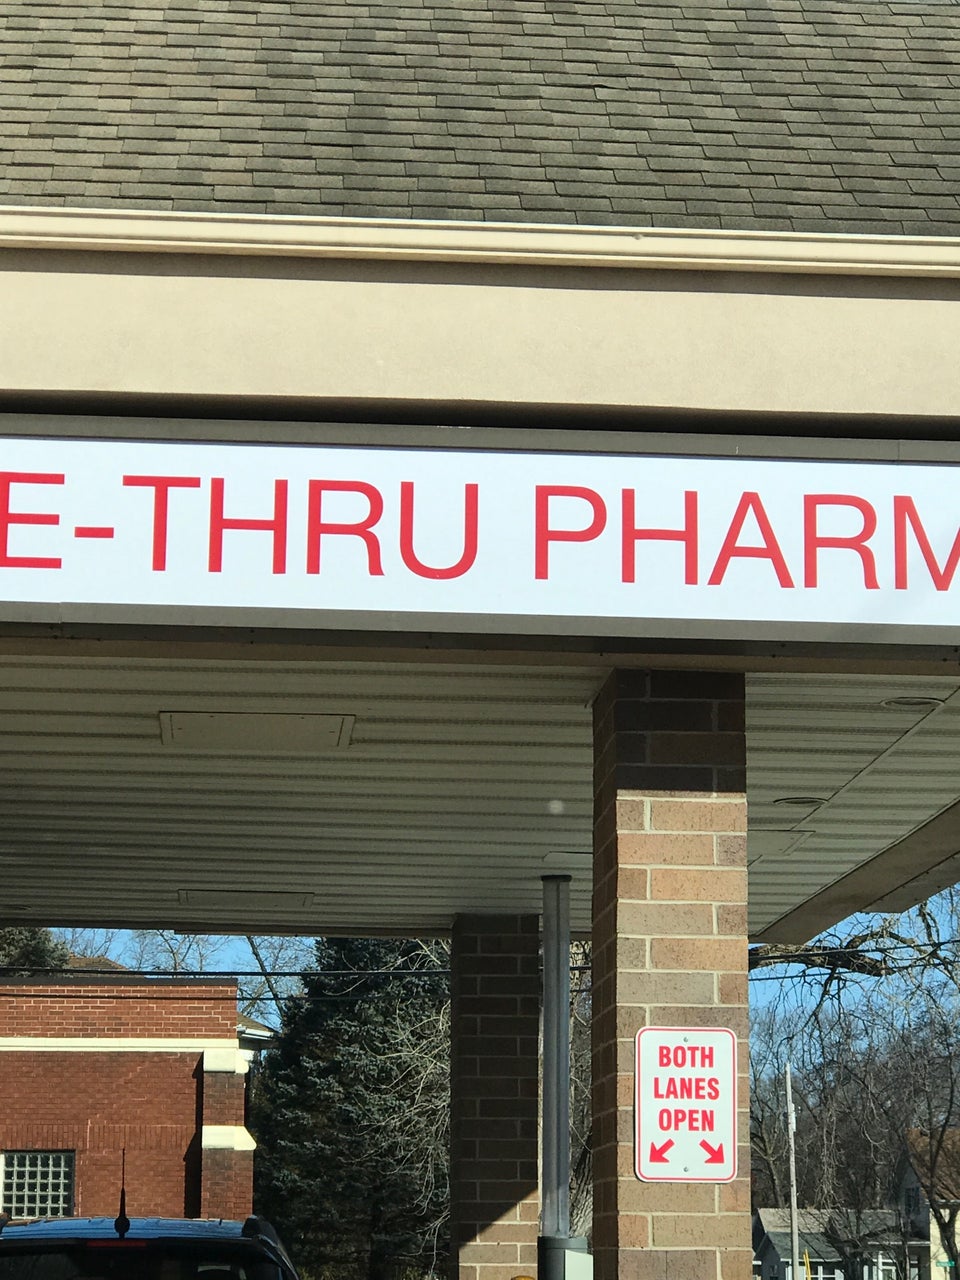 E-THRU PHARM
BOTH
LANES
OPEN